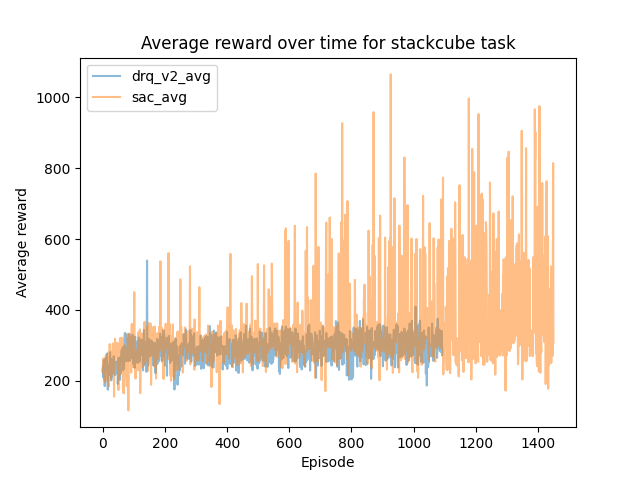 Average reward over time for stackcube task
drq_v2_avg
sac_avg
1000
800
600
400
200
Average reward
0 200 400 600 800 1000 1200 1400
Episode